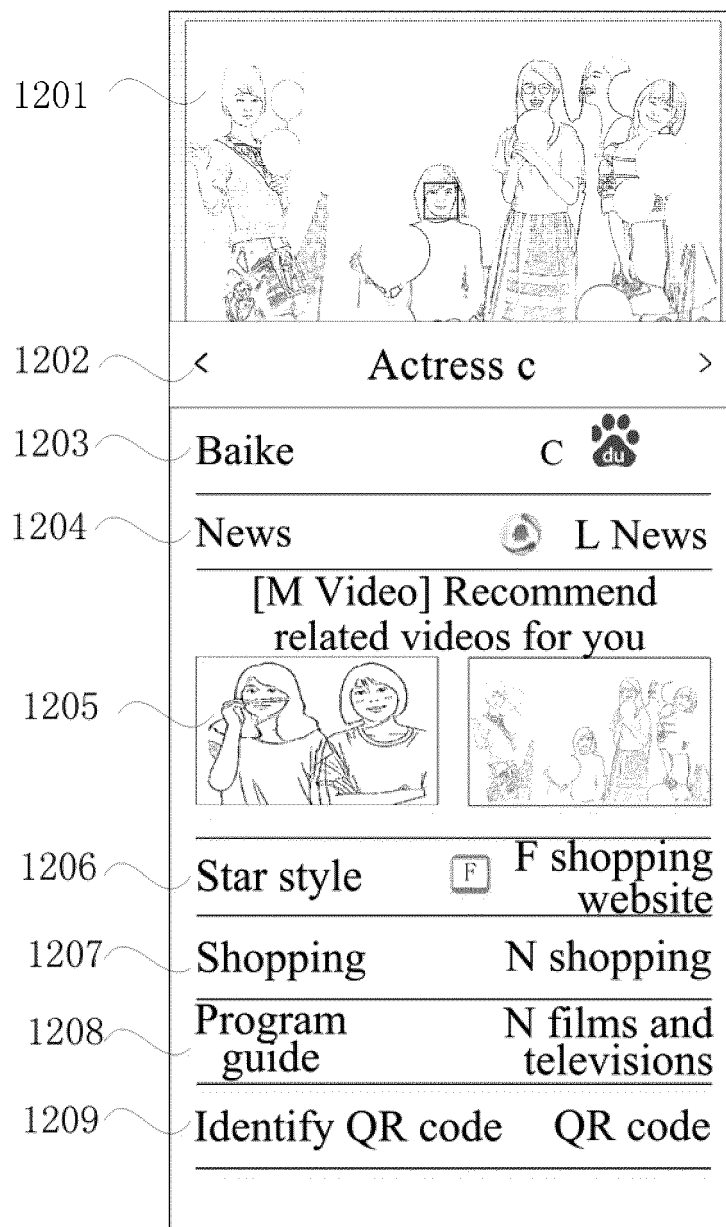 1201
1202 < Actress c >
1203 Baike C du
1204 News L News
[M Video] Recommend
related videos for you
1205
1206 Star style F F shopping
website
1207 Shopping N shopping
1208 Program guide N films and
televisions
1209 Identify QR code QR code